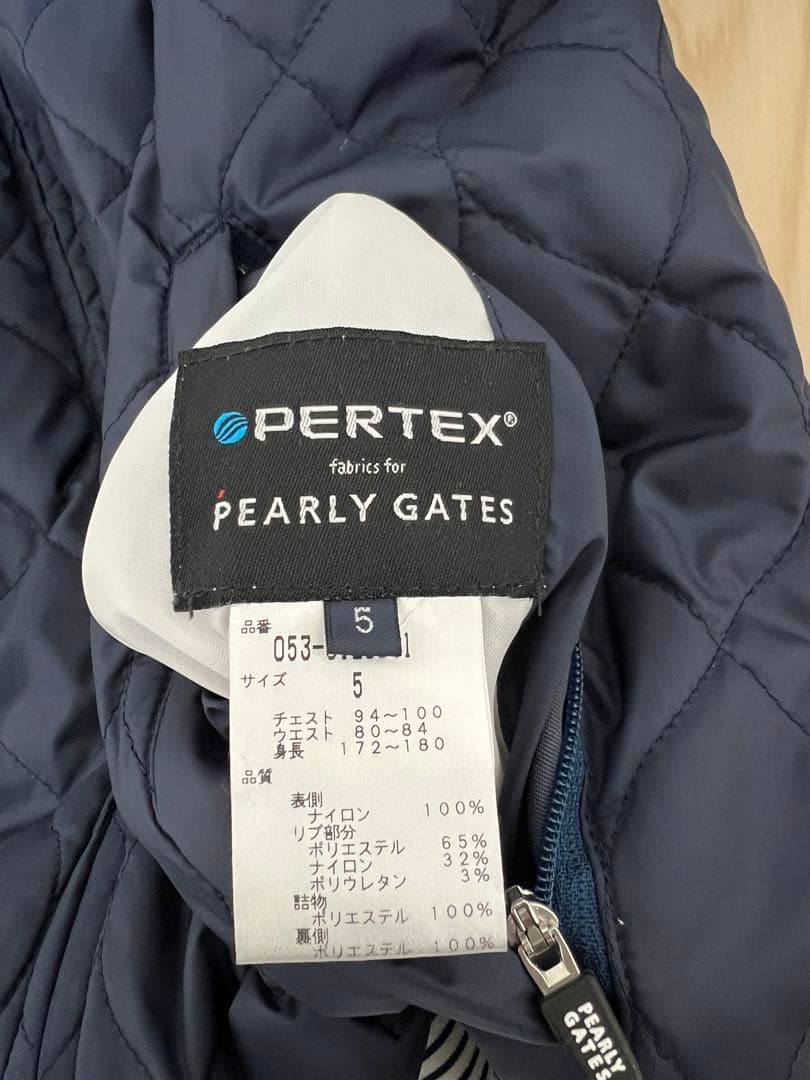 PERTEX®
fabrics for
PEARLY GATES
5
品番
サイズ 5
チェスト 94～100
ウエスト 80～84
身長 172～180
品質
表側
ナイロン 100%
リブ部分
ポリエステル 65%
ナイロン 32%
ポリウレタン 3%
詰物
ポリエステル 100%
裏側
ポリエステル 100%
PEARLY
GATES